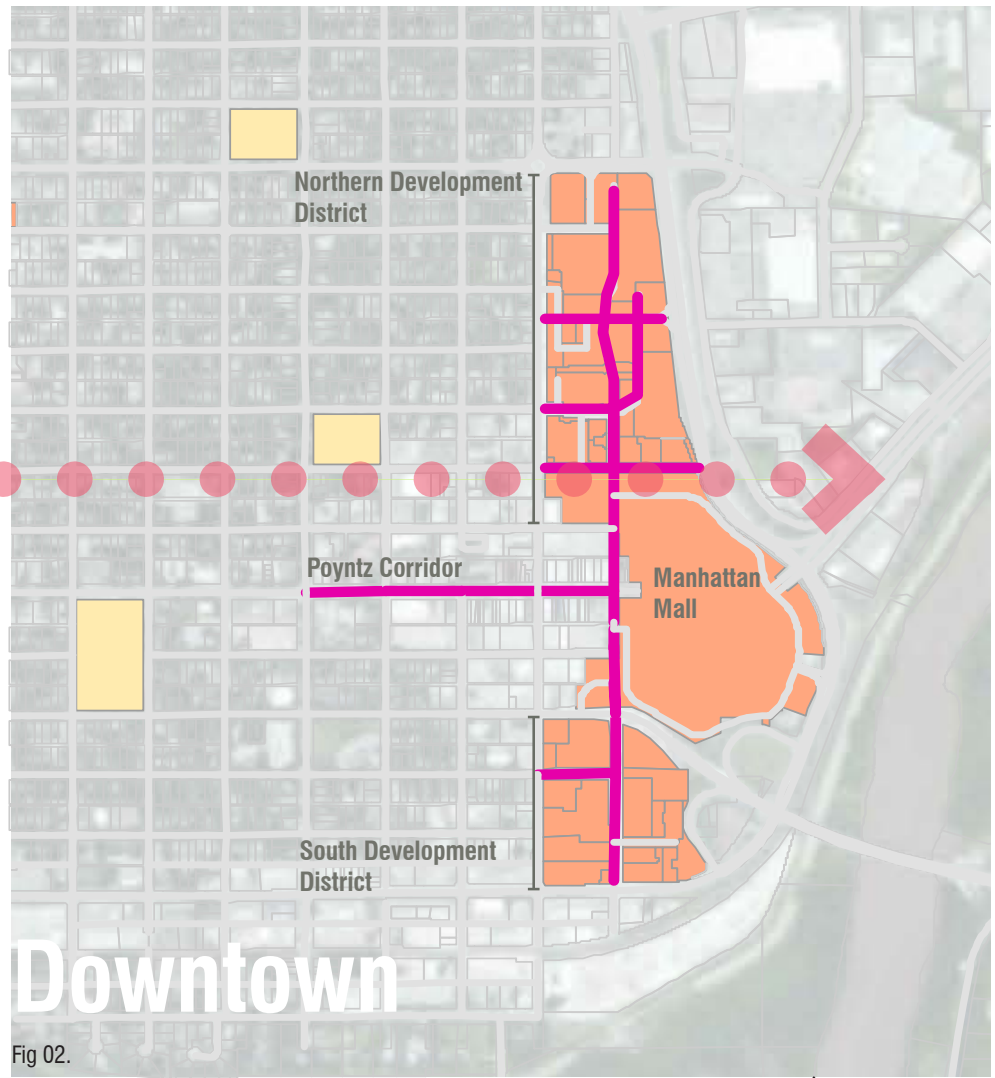 Northern Development
District
Poyntz Corridor
Manhattan
Mall
South Development
District
Downtown
Fig 02.